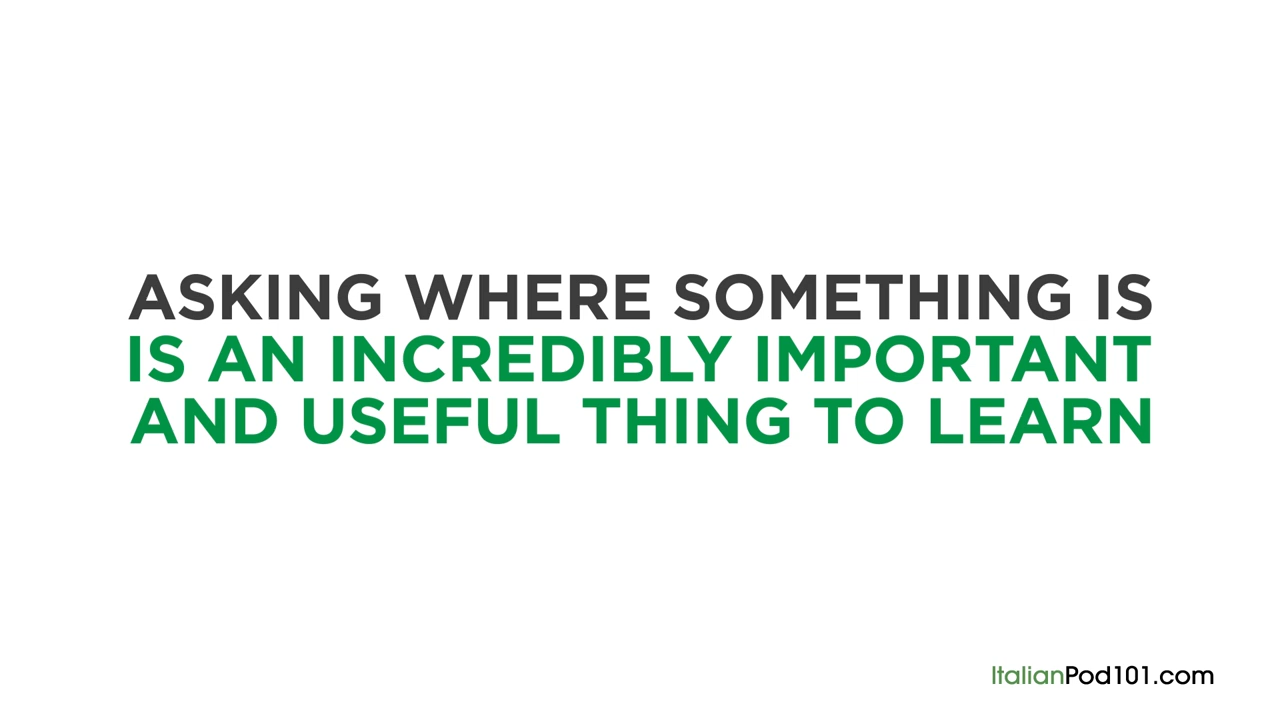 ASKING WHERE SOMETHING IS
IS AN INCREDIBLY IMPORTANT
AND USEFUL THING TO LEARN
ItalianPod101.com